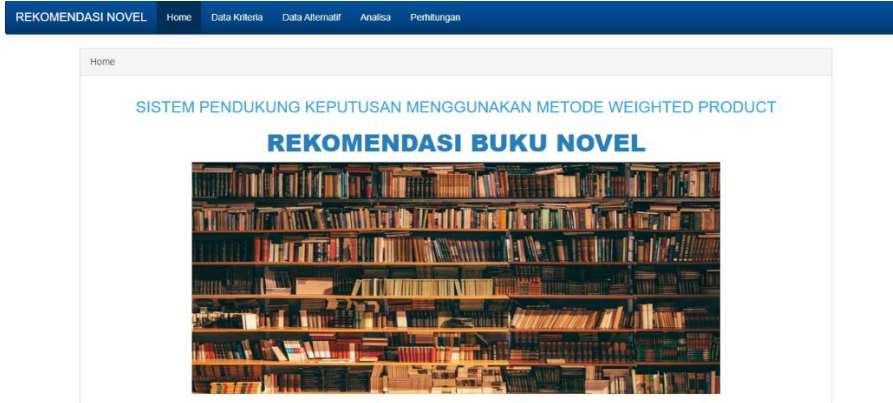 REKOMENDASI NOVEL Home Data Kriteria Data Alternatif Analisa Perhitungan
Home
SISTEM PENDUKUNG KEPUTUSAN MENGGUNAKAN METODE WEIGHTED PRODUCT
REKOMENDASI BUKU NOVEL